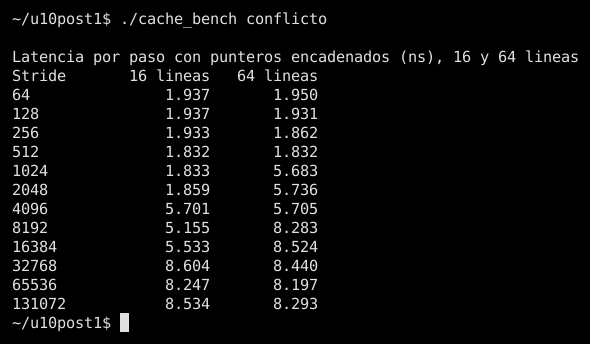 ~/u10post1$ ./cache_bench conflicto
Latencia por paso con punteros encadenados (ns), 16 y 64 lineas
Stride 16 lineas 64 lineas
64 1.937 1.950
128 1.937 1.931
256 1.933 1.862
512 1.832 1.832
1024 1.833 5.683
2048 1.859 5.736
4096 5.701 5.705
8192 5.155 8.283
16384 5.533 8.524
32768 8.604 8.440
65536 8.247 8.197
131072 8.534 8.293
~/u10post1$